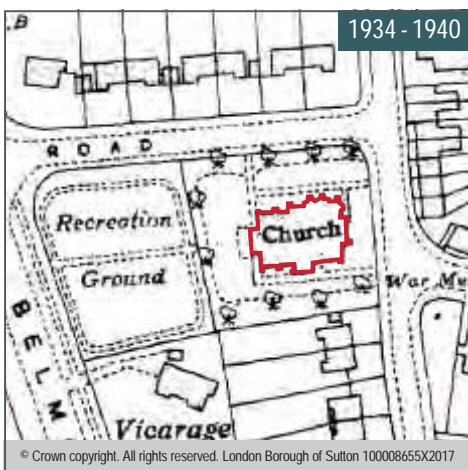 B
1934 - 1940
ROAD
Recreation
Ground
Church
War
BELM
Vicarage
© Crown copyright. All rights reserved. London Borough of Sutton 100008655X2017